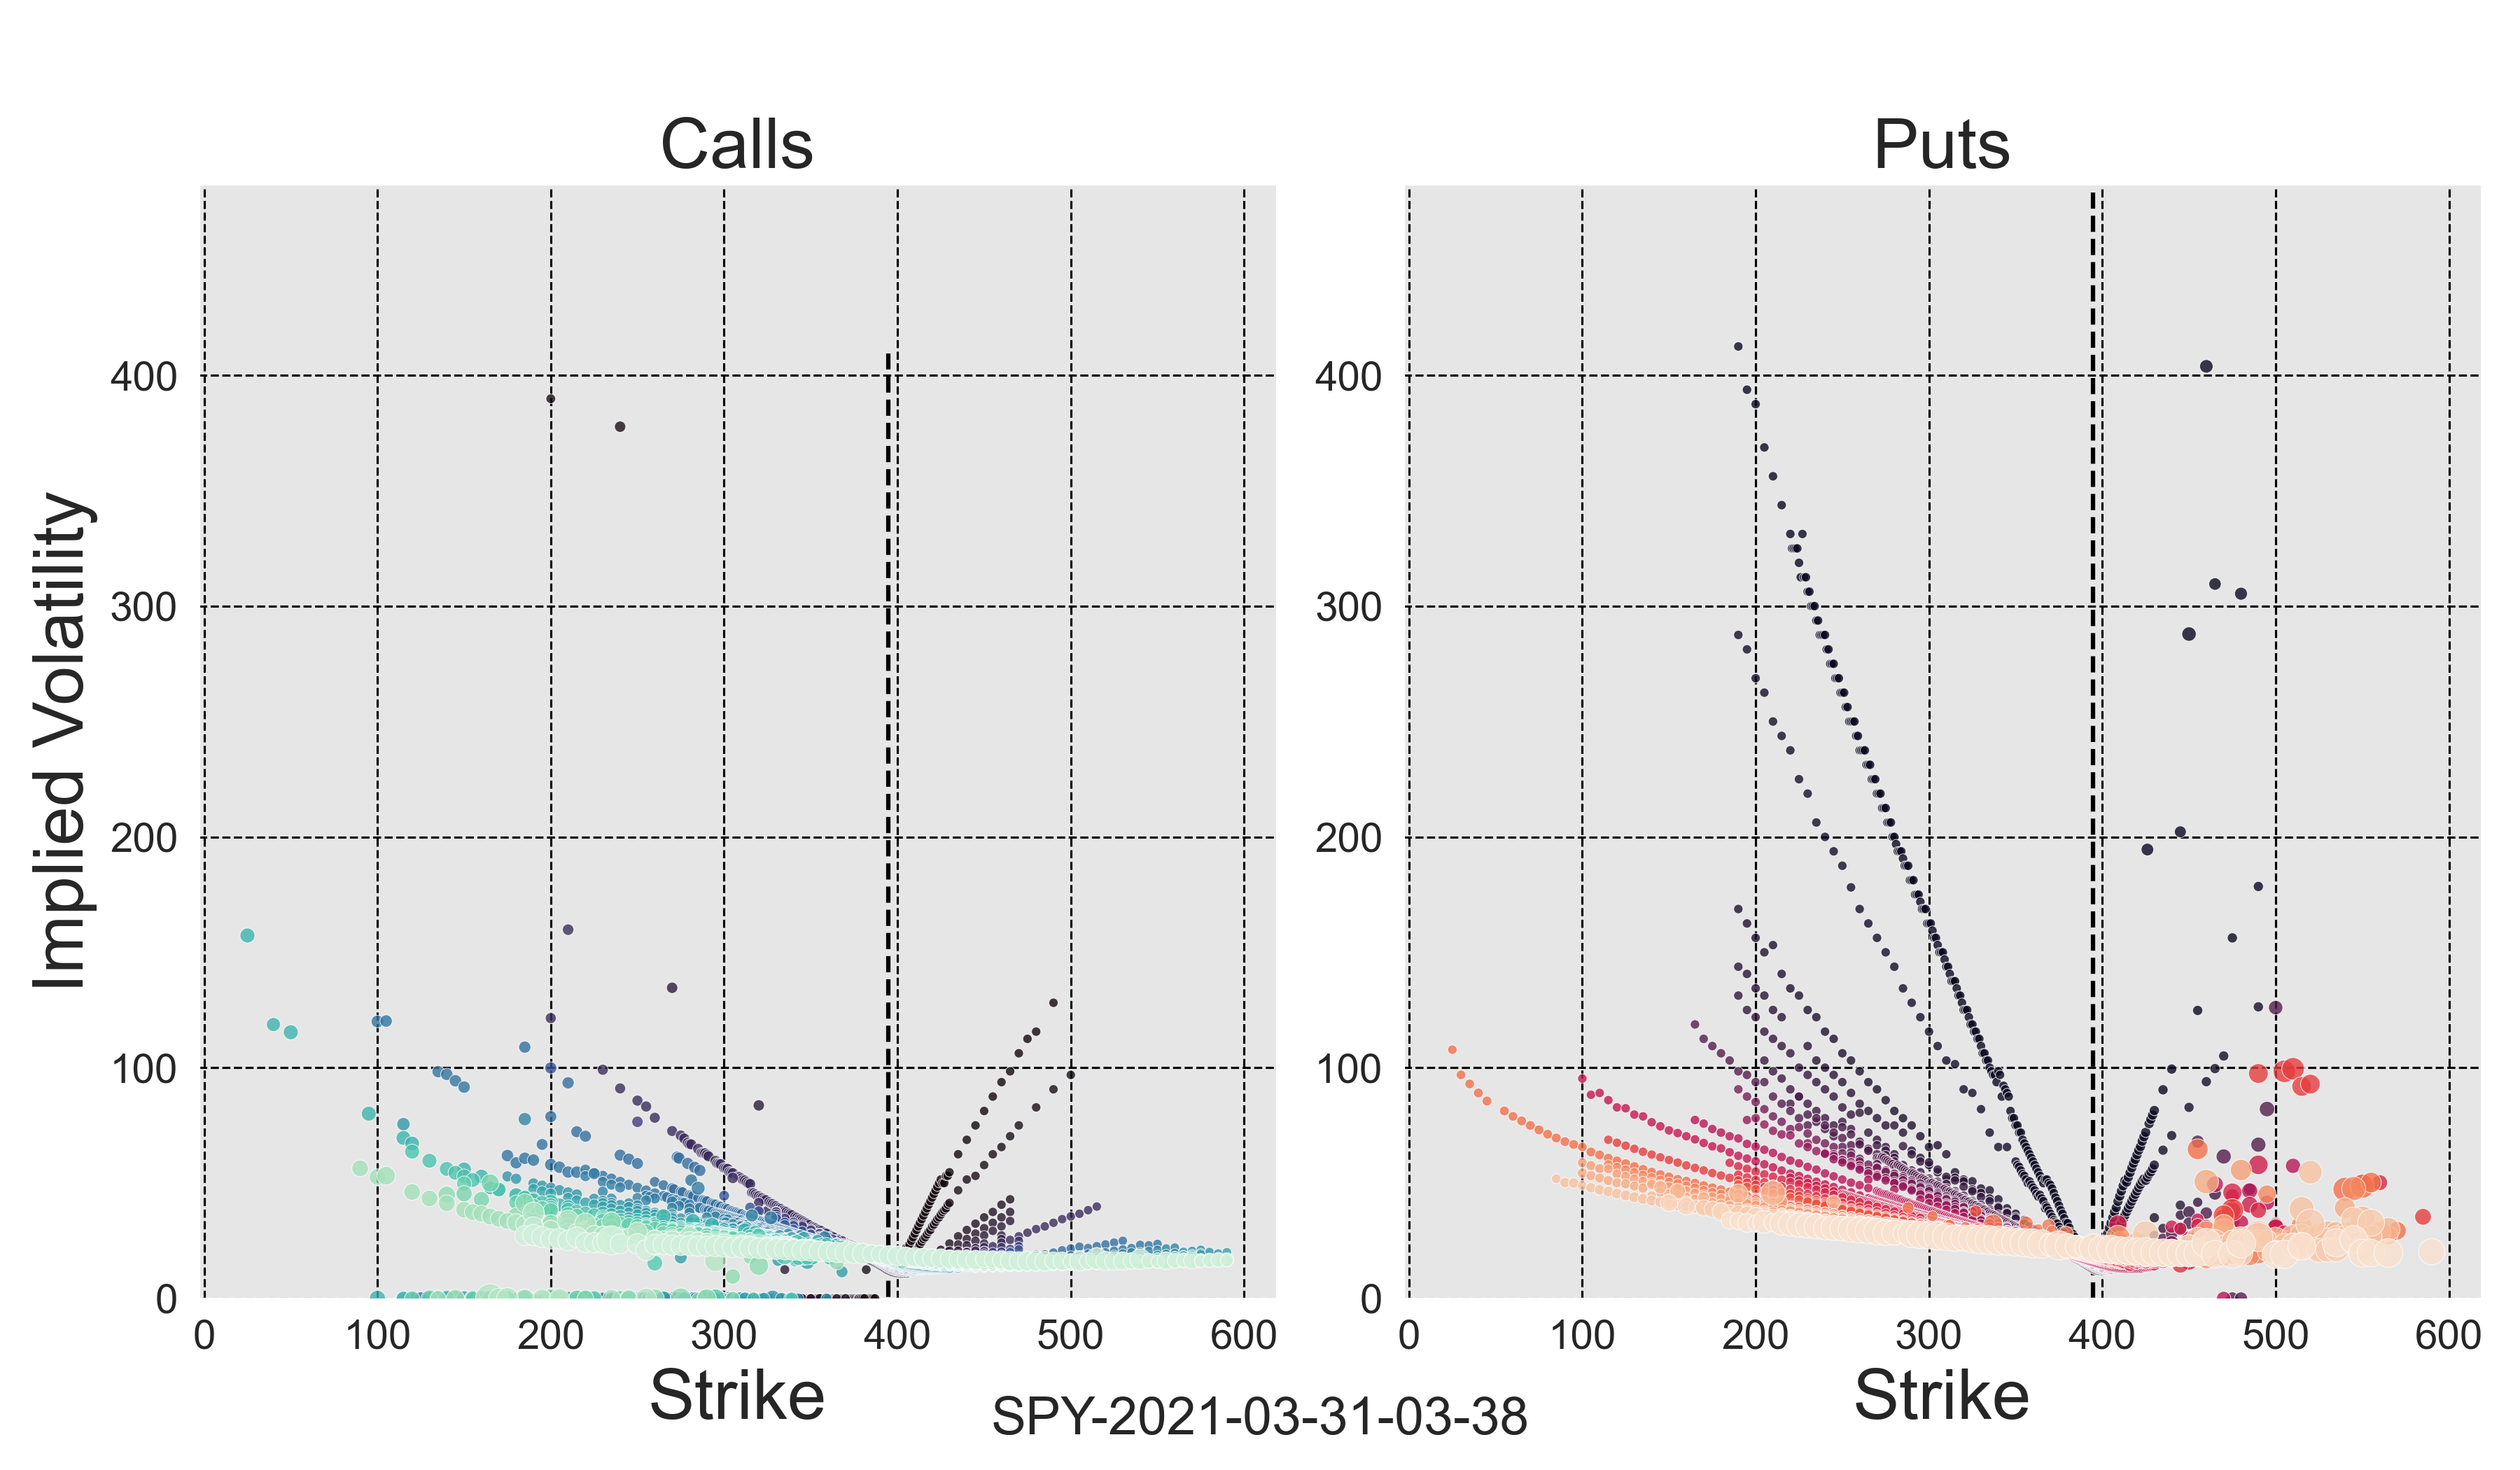 Calls Puts
Implied Volatility
400 400
300 300
200 200
100 100
0 0
0 100 200 300 400 500 600 0 100 200 300 400 500 600
Strike Strike
SPY-2021-03-31-03-38